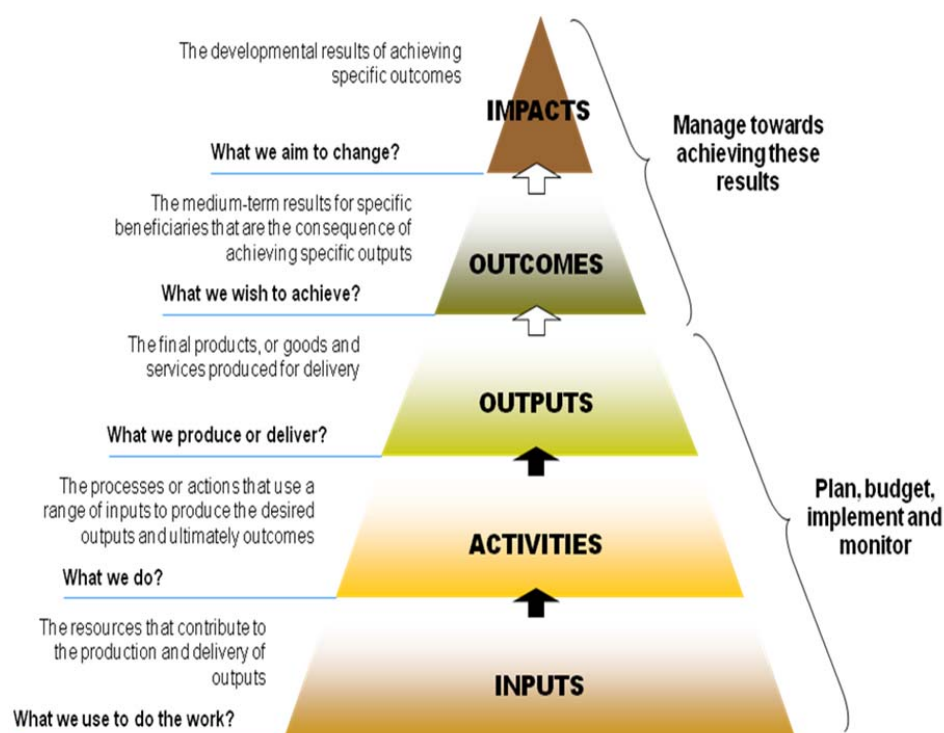 The developmental results of achieving
specific outcomes
IMPACTS
What we aim to change?
Manage towards
achieving these
results
The medium-term results for specific
beneficiaries that are the consequence of
achieving specific outputs
OUTCOMES
What we wish to achieve?
The final products, or goods and
services produced for delivery
OUTPUTS
What we produce or deliver?
The processes or actions that use a
range of inputs to produce the desired
outputs and ultimately outcomes
ACTIVITIES
What we do?
Plan, budget,
implement and
monitor
The resources that contribute to
the production and delivery of
outputs
INPUTS
What we use to do the work?